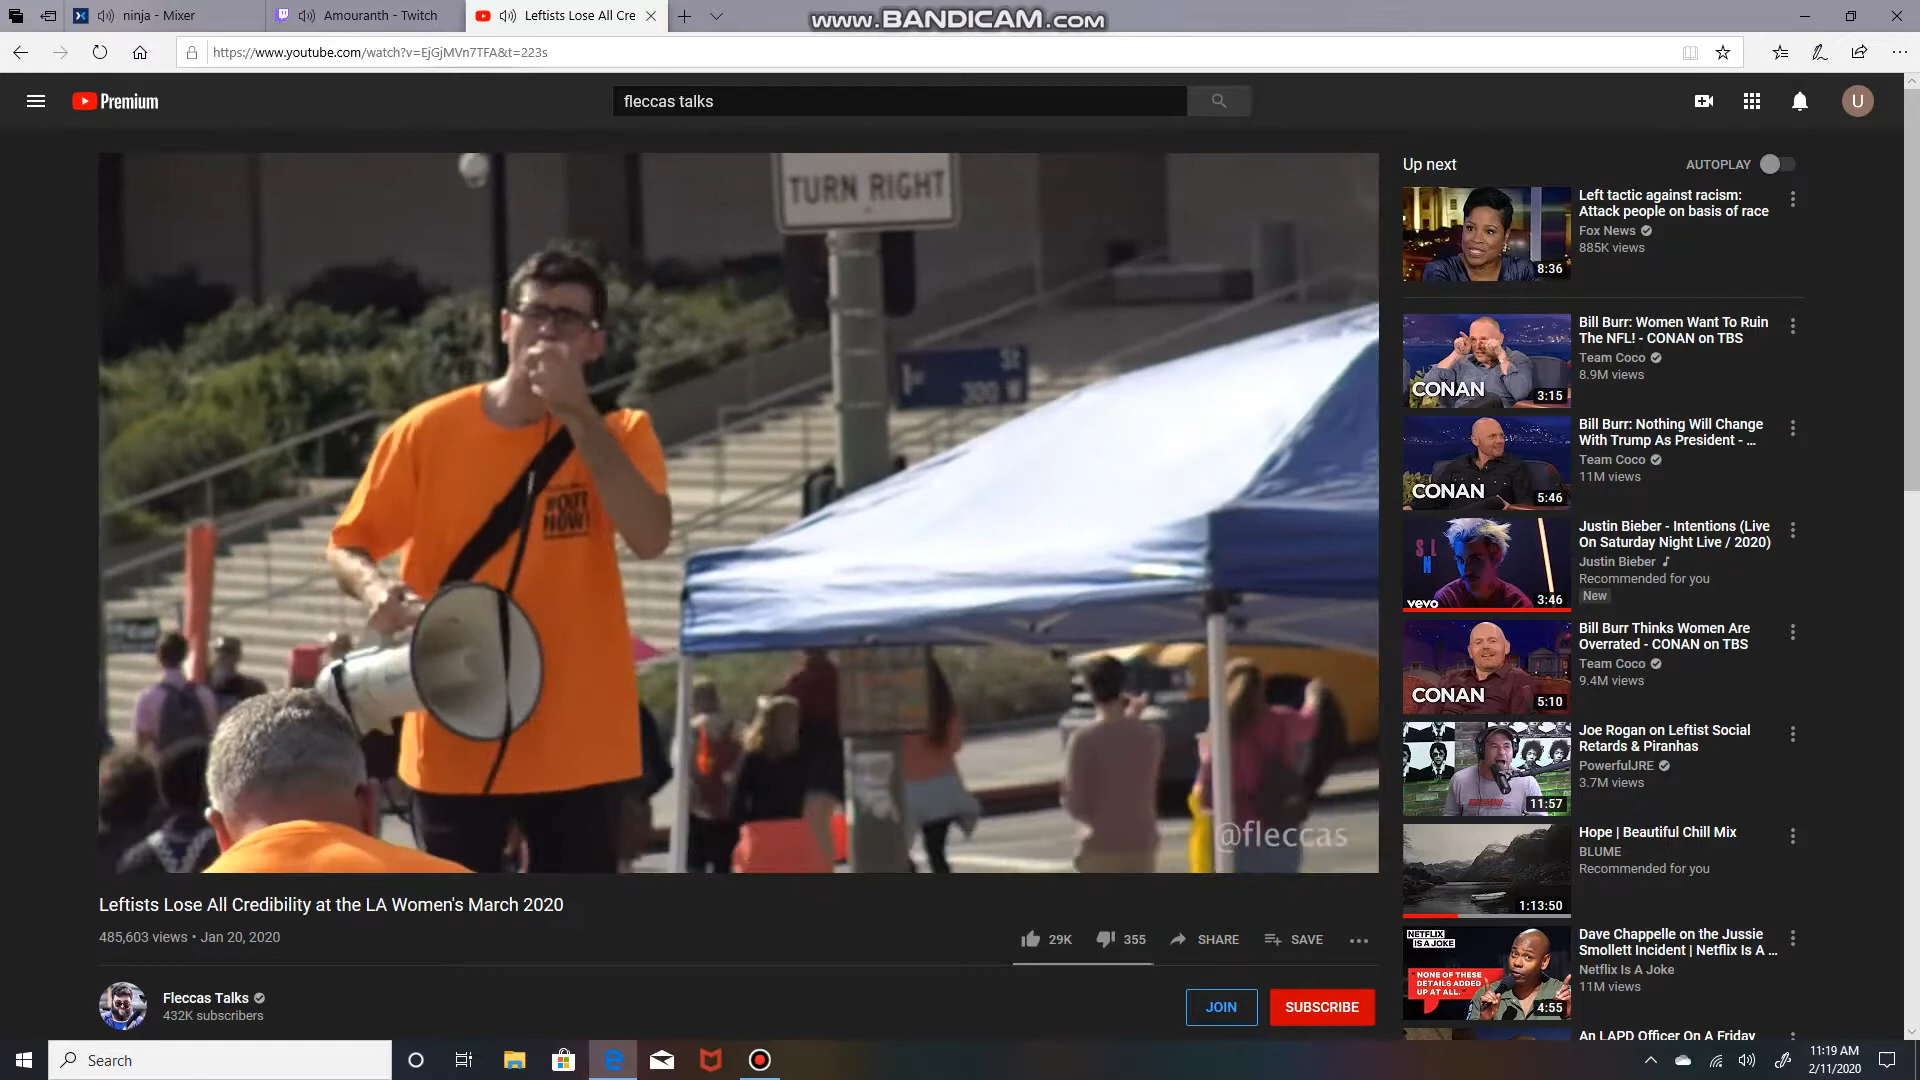 ninja - Mixer
Amouranth - Twitch
Leftists Lose All Cre
www.BANDICAM.com
https://www.youtube.com/watch?v=EjGjMVn7TFA&t=223s
Premium
fleccas talks
U
TURN RIGHT
ST
300 W
#OUT
NOW!
@fleccas
Leftists Lose All Credibility at the LA Women's March 2020
485,603 views • Jan 20, 2020
29K
355
SHARE
SAVE
Fleccas Talks
432K subscribers
JOIN
SUBSCRIBE
Up next
AUTOPLAY
Left tactic against racism:
Attack people on basis of race
Fox News
885K views
8:36
Bill Burr: Women Want To Ruin
The NFL! - CONAN on TBS
Team Coco
8.9M views
CONAN
3:15
Bill Burr: Nothing Will Change
With Trump As President - ...
Team Coco
11M views
CONAN
5:46
Justin Bieber - Intentions (Live
On Saturday Night Live / 2020)
Justin Bieber
Recommended for you
New
S L
N
vevo
3:46
Bill Burr Thinks Women Are
Overrated - CONAN on TBS
Team Coco
9.4M views
CONAN
5:10
Joe Rogan on Leftist Social
Retards & Piranhas
PowerfulJRE
3.7M views
11:57
Hope | Beautiful Chill Mix
BLUME
Recommended for you
1:13:50
Dave Chappelle on the Jussie
Smollett Incident | Netflix Is A ...
Netflix Is A Joke
11M views
NETFLIX
IS A JOKE
"NONE OF THESE
DETAILS ADDED
UP AT ALL."
4:55
An LAPD Officer On A Friday
Search
11:19 AM
2/11/2020